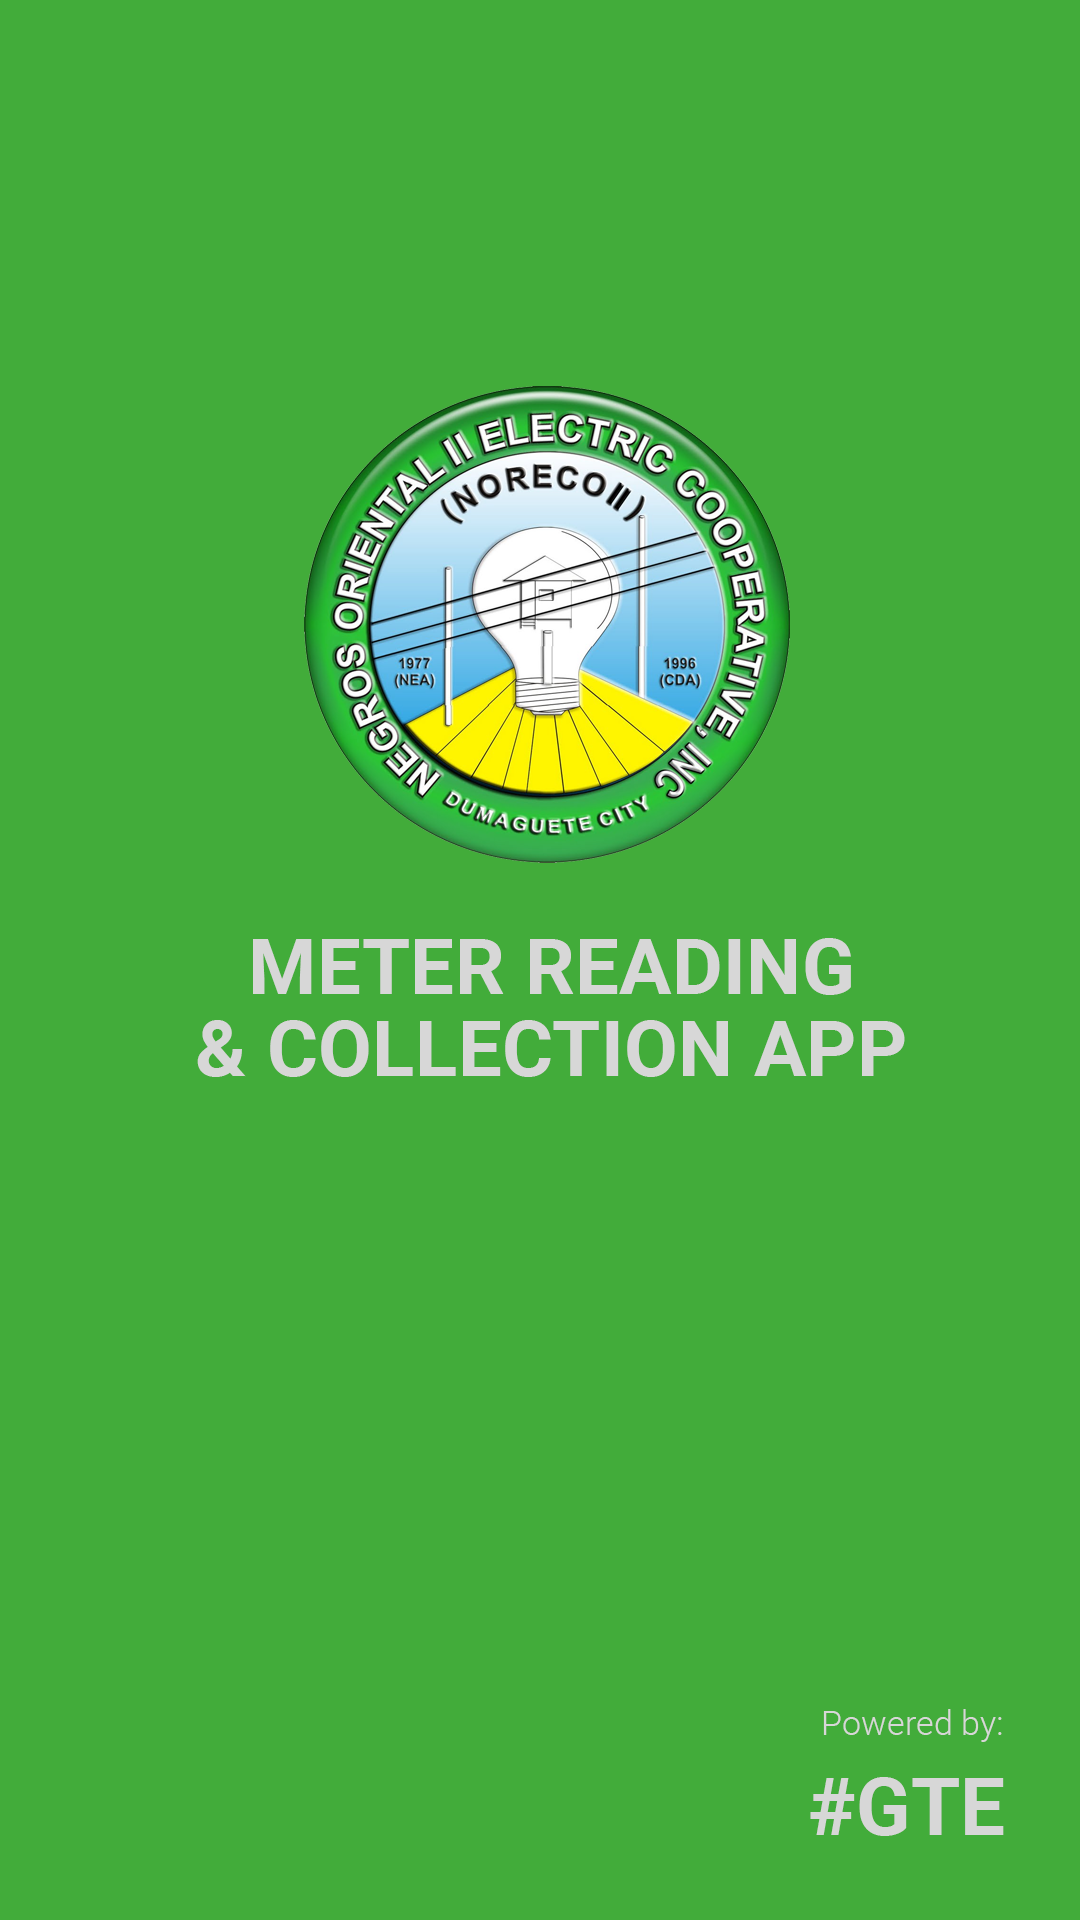 NEGROS ORIENTAL II ELECTRIC COOPERATIVE, INC
(NORECO II)
1977
(NEA)
1996
(CDA)
DUMAGUETE CITY
METER READING
& COLLECTION APP
Powered by:
#GTE